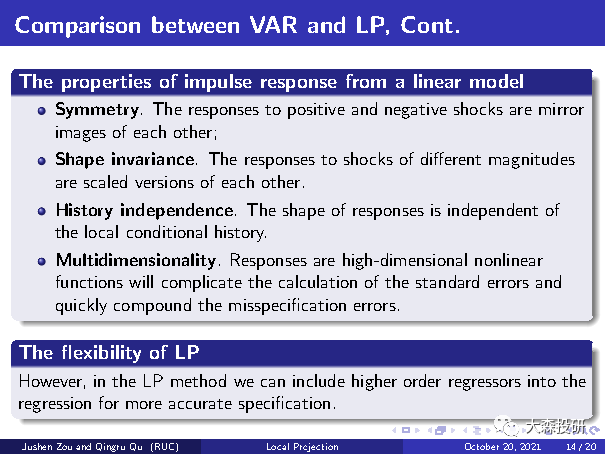 Comparison between VAR and LP, Cont.
The properties of impulse response from a linear model
Symmetry. The responses to positive and negative shocks are mirror
images of each other;
Shape invariance. The responses to shocks of different magnitudes
are scaled versions of each other.
History independence. The shape of responses is independent of
the local conditional history.
Multidimensionality. Responses are high-dimensional nonlinear
functions will complicate the calculation of the standard errors and
quickly compound the misspecification errors.
The flexibility of LP
However, in the LP method we can include higher order regressors into the
regression for more accurate specification.
大森投研
Jushen Zou and Qingru Qu (RUC) Local Projection October 20, 2021 14 / 20